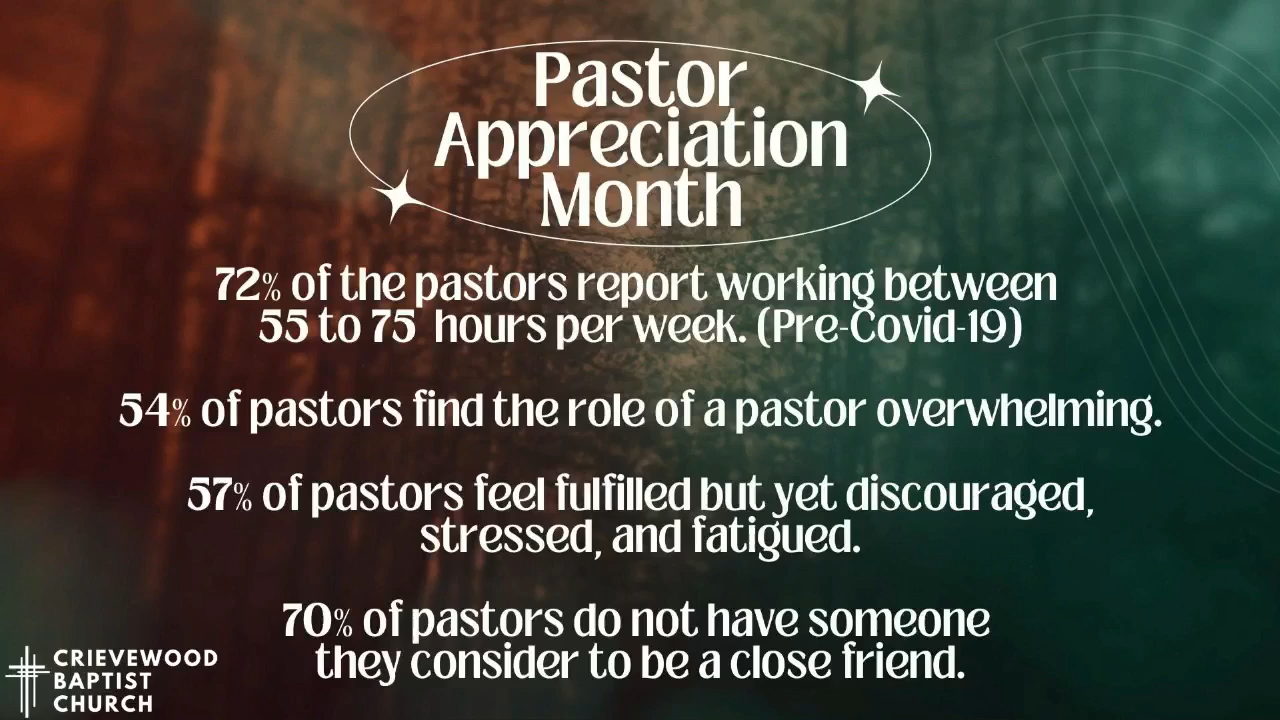 Pastor
Appreciation
Month
72% of the pastors report working between
55 to 75 hours per week. (Pre-Covid-19)
54% of pastors find the role of a pastor overwhelming.
57% of pastors feel fulfilled but yet discouraged,
stressed, and fatigued.
70% of pastors do not have someone
they consider to be a close friend.
CRIEVEWOOD
BAPTIST
CHURCH